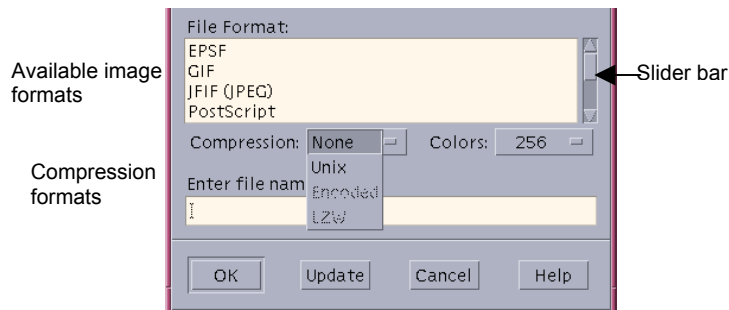 File Format:
EPSF
GIF
JFIF (JPEG)
PostScript
Available image
formats
Slider bar
Compression: None Colors: 256
Unix
Encoded
LZW
Compression
formats
Enter file nam
OK Update Cancel Help